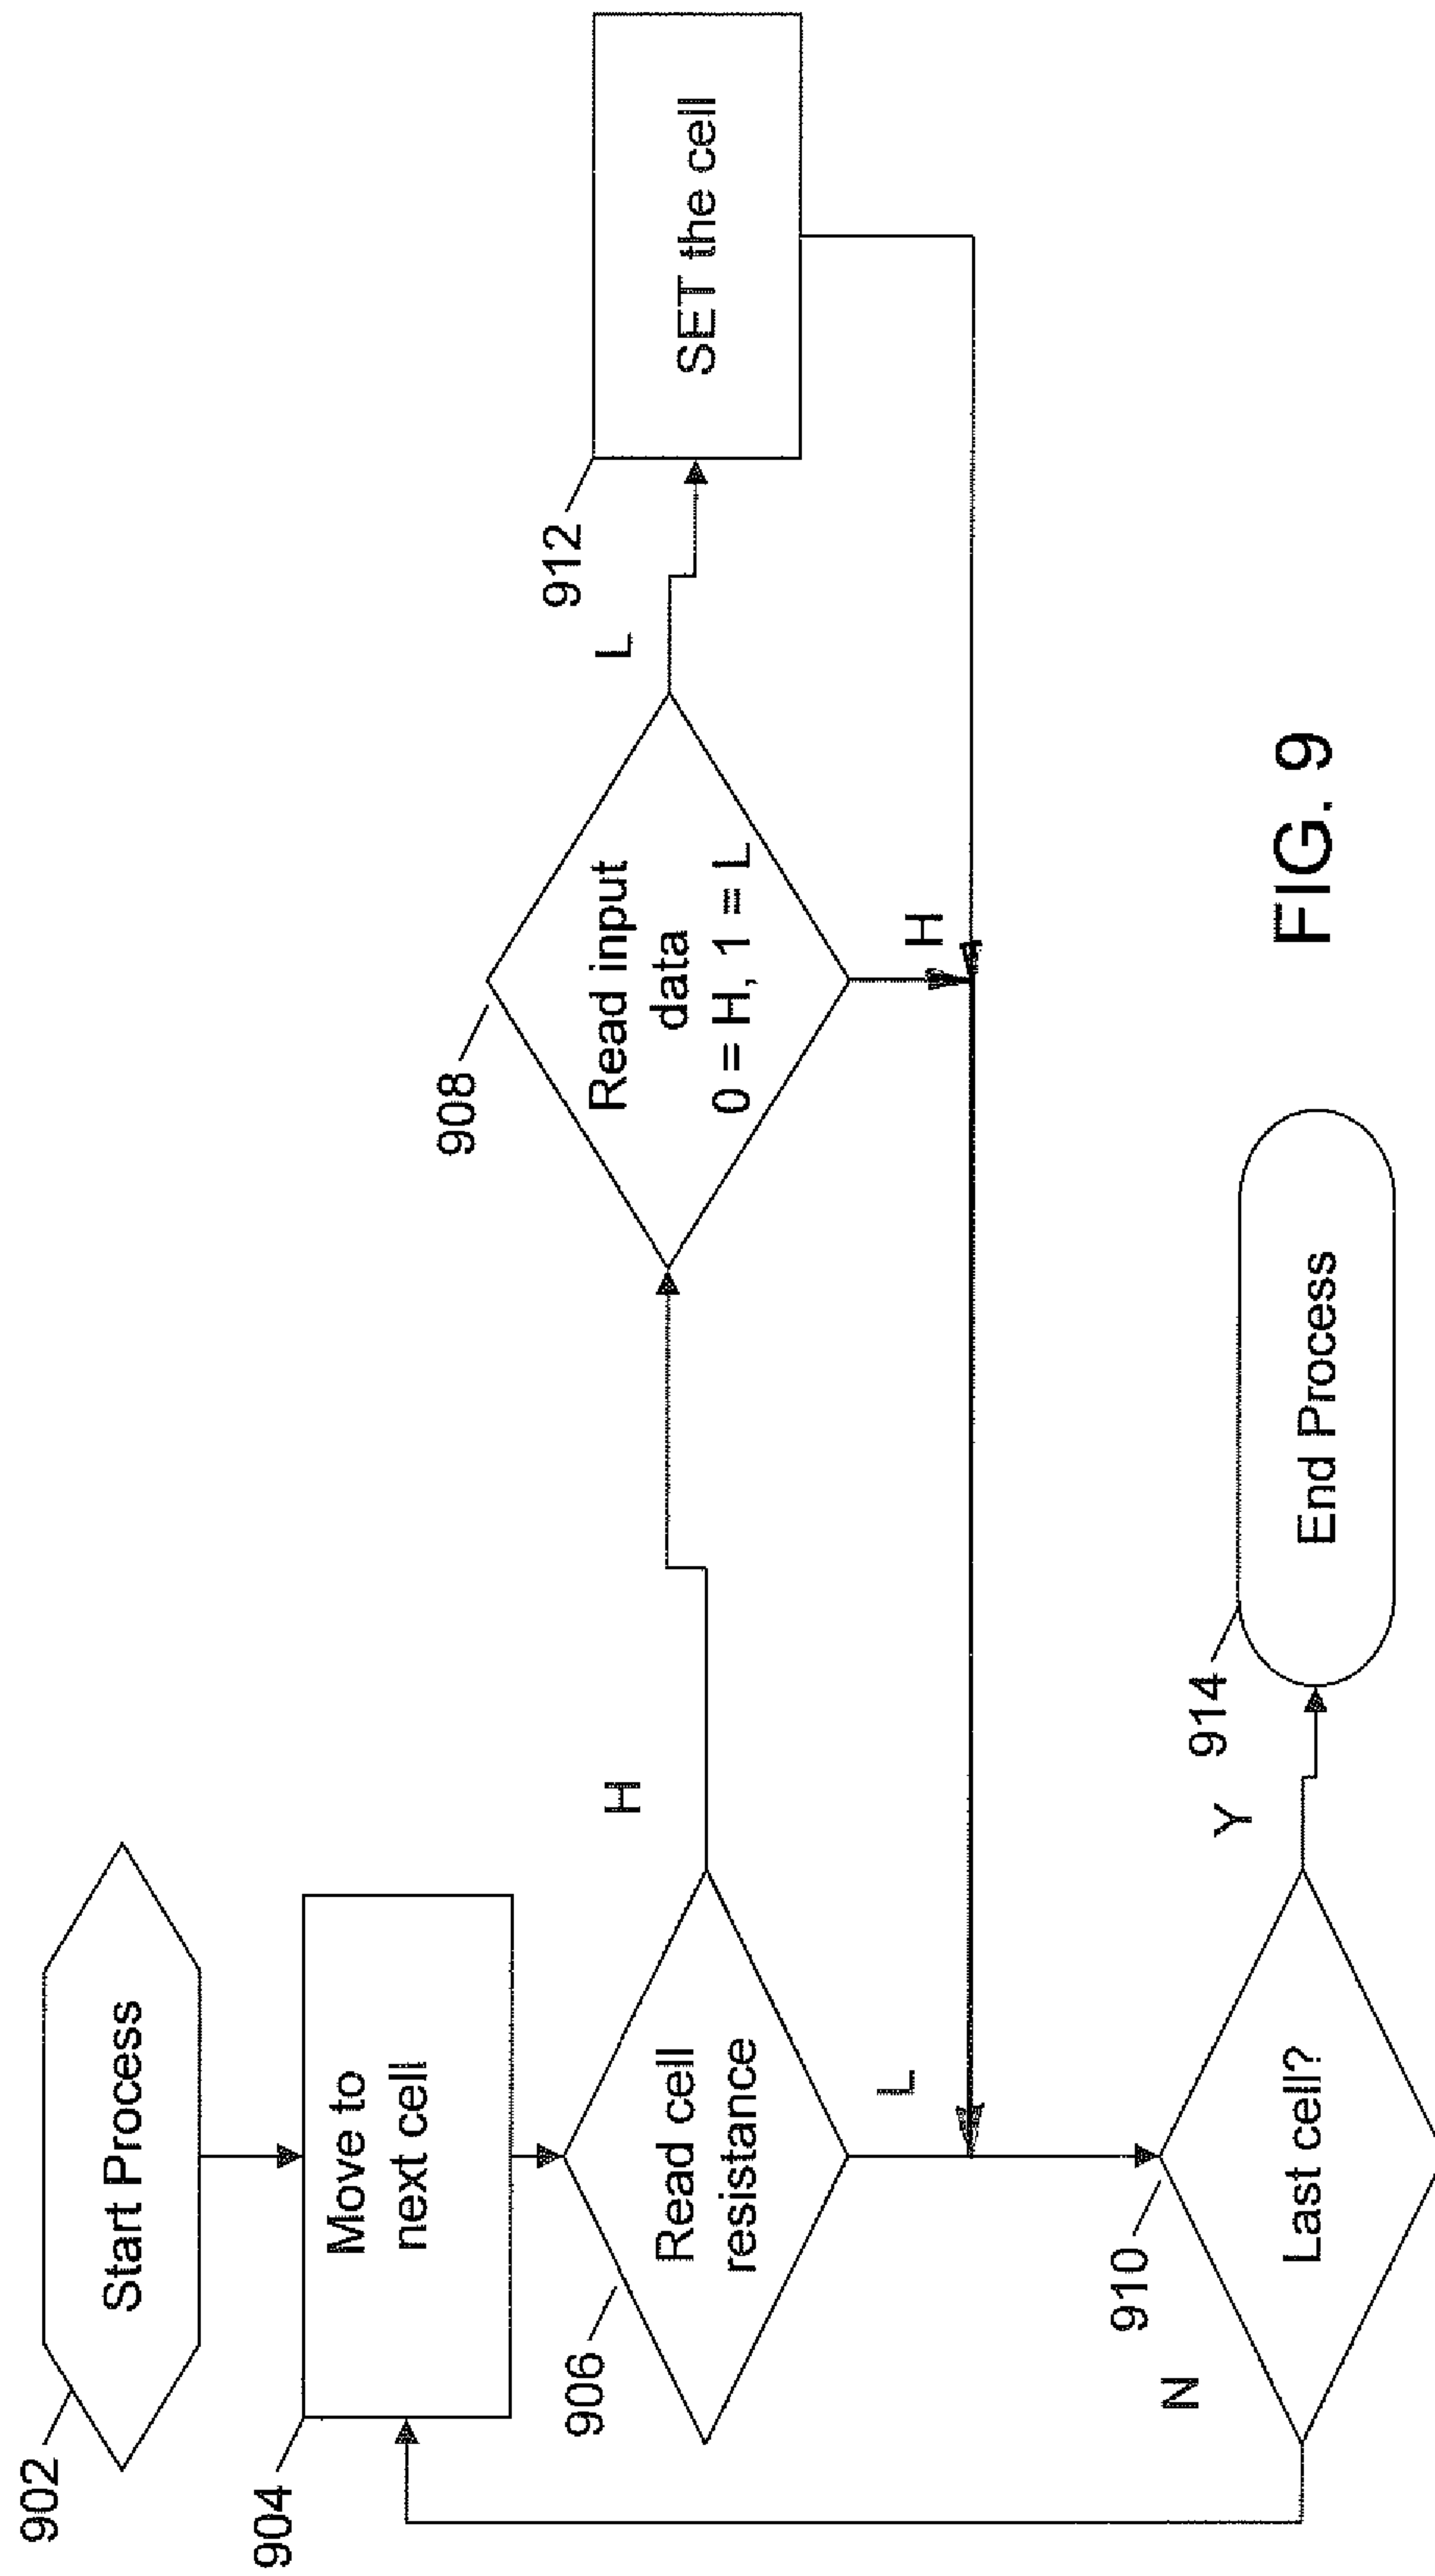 902
Start Process
904
Move to
next cell
906
Read cell
resistance
H
L
908
Read input
data
0 = H, 1 = L
L
H
912
SET the cell
910
Last cell?
N
Y
914
End Process
FIG. 9